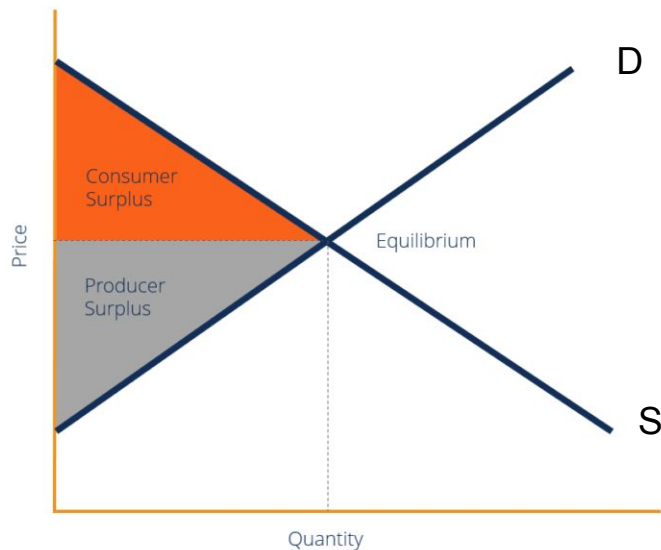 D
Consumer
Surplus
Price
Equilibrium
Producer
Surplus
S
Quantity